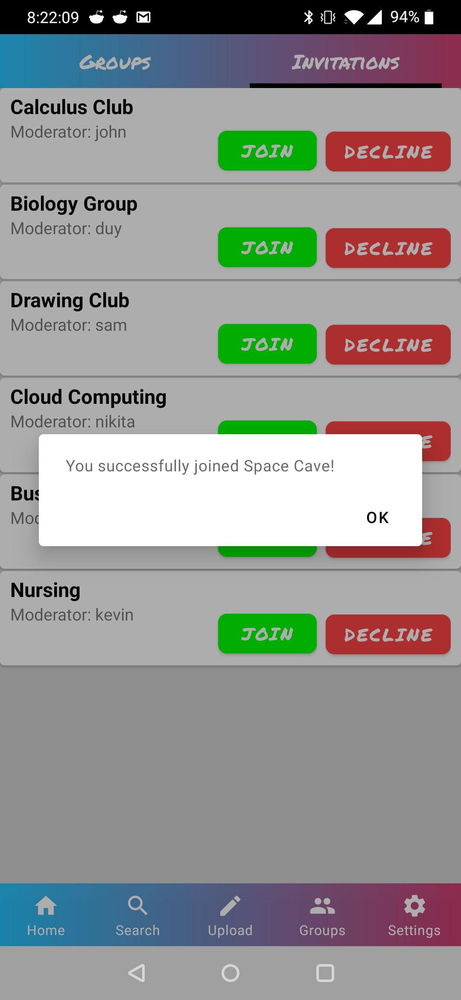 8:22:09 94%
Groups Invitations
Calculus Club
Moderator: john
JOIN DECLINE
Biology Group
Moderator: duy
JOIN DECLINE
Drawing Club
Moderator: sam
JOIN DECLINE
Cloud Computing
Moderator: nikita
You successfully joined Space Cave!
OK
Nursing
Moderator: kevin
JOIN DECLINE
Home Search Upload Groups Settings